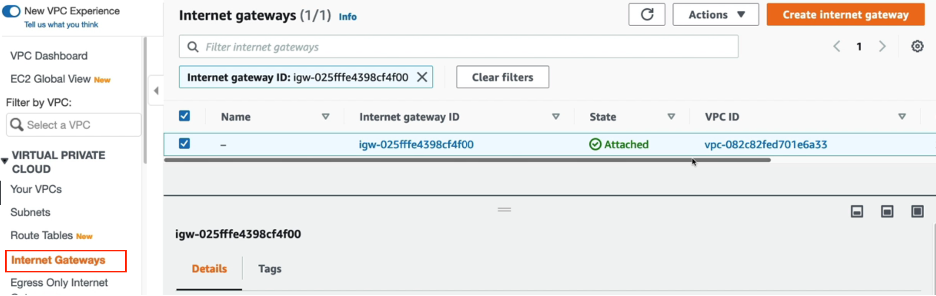 New VPC Experience
Tell us what you think
VPC Dashboard
EC2 Global View New
Filter by VPC:
Select a VPC
VIRTUAL PRIVATE
CLOUD
Your VPCs
Subnets
Route Tables New
Internet Gateways
Egress Only Internet
Internet gateways (1/1) Info
Actions
Create internet gateway
Filter internet gateways
1
Internet gateway ID: igw-025fffe4398cf4f00
Clear filters
Name Internet gateway ID State VPC ID
– igw-025fffe4398cf4f00 Attached vpc-082c82fed701e6a33
igw-025fffe4398cf4f00
Details Tags